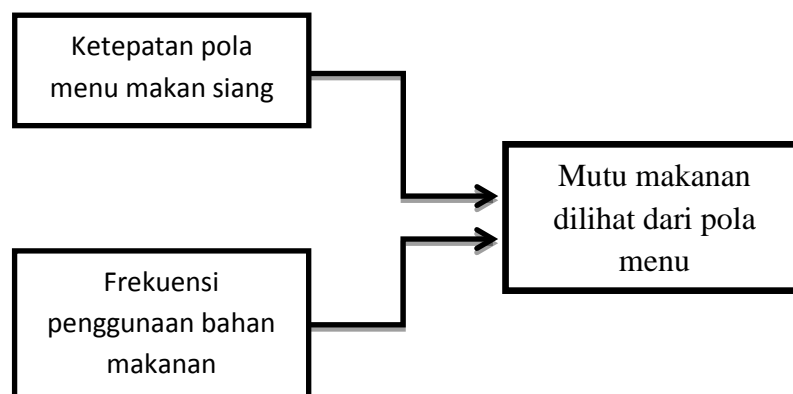 Ketepatan pola
menu makan siang
Frekuensi
penggunaan bahan
makanan
Mutu makanan
dilihat dari pola
menu